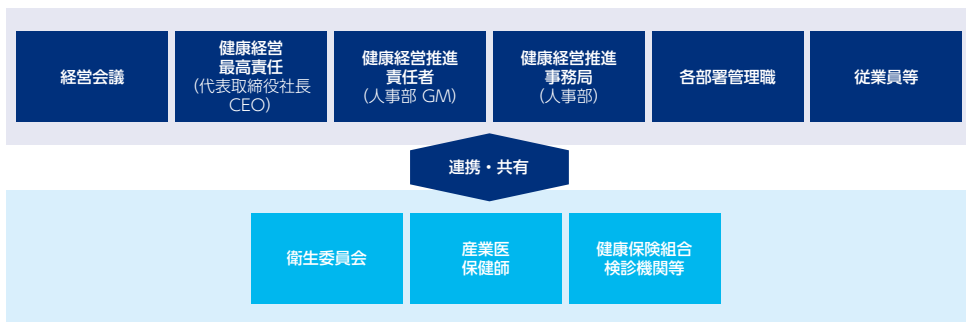 経営会議
健康経営
最高責任
（代表取締役社長
CEO）
健康経営推進
責任者
（人事部 GM）
健康経営推進
事務局
（人事部）
各部署管理職
従業員等
連携・共有
衛生委員会
産業医
保健師
健康保険組合
検診機関等